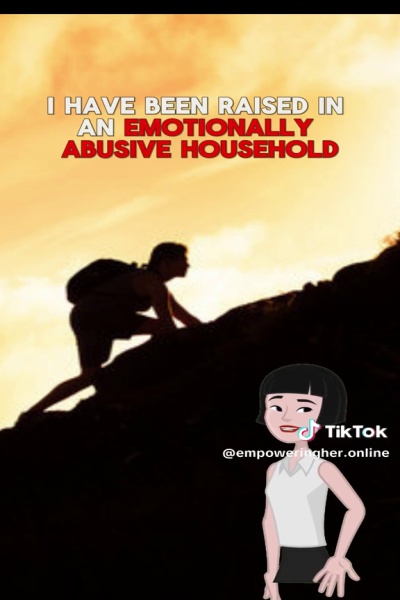 I HAVE BEEN RAISED IN
AN EMOTIONALLY
ABUSIVE HOUSEHOLD
TikTok
@empoweringher.online